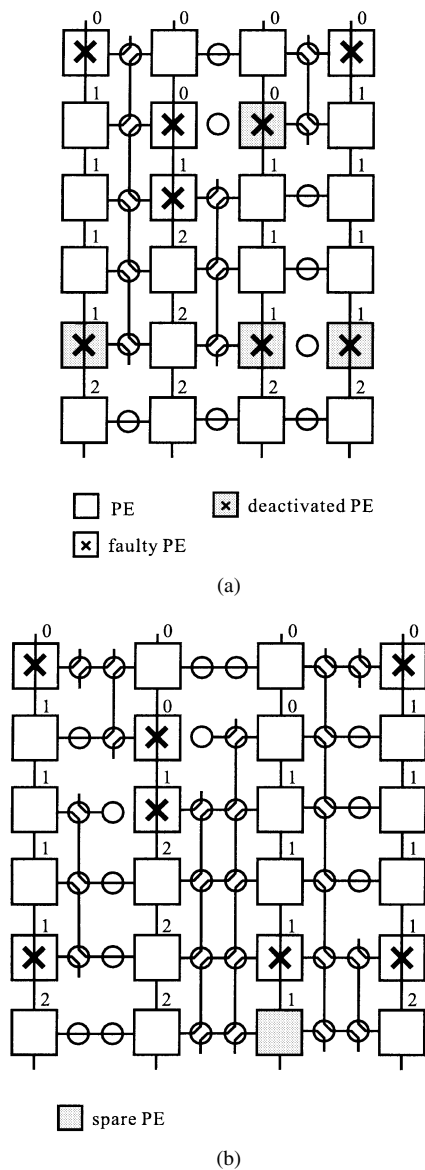 0 0 0 0
1 0 0 1
1 1 1 1
1 2 1 1
1 2 1 1
2 2 2 2
PE
deactivated PE
faulty PE
(a)
0 0 0 0
1 0 0 1
1 1 1 1
1 2 1 1
1 2 1 1
2 2 1 2
spare PE
(b)